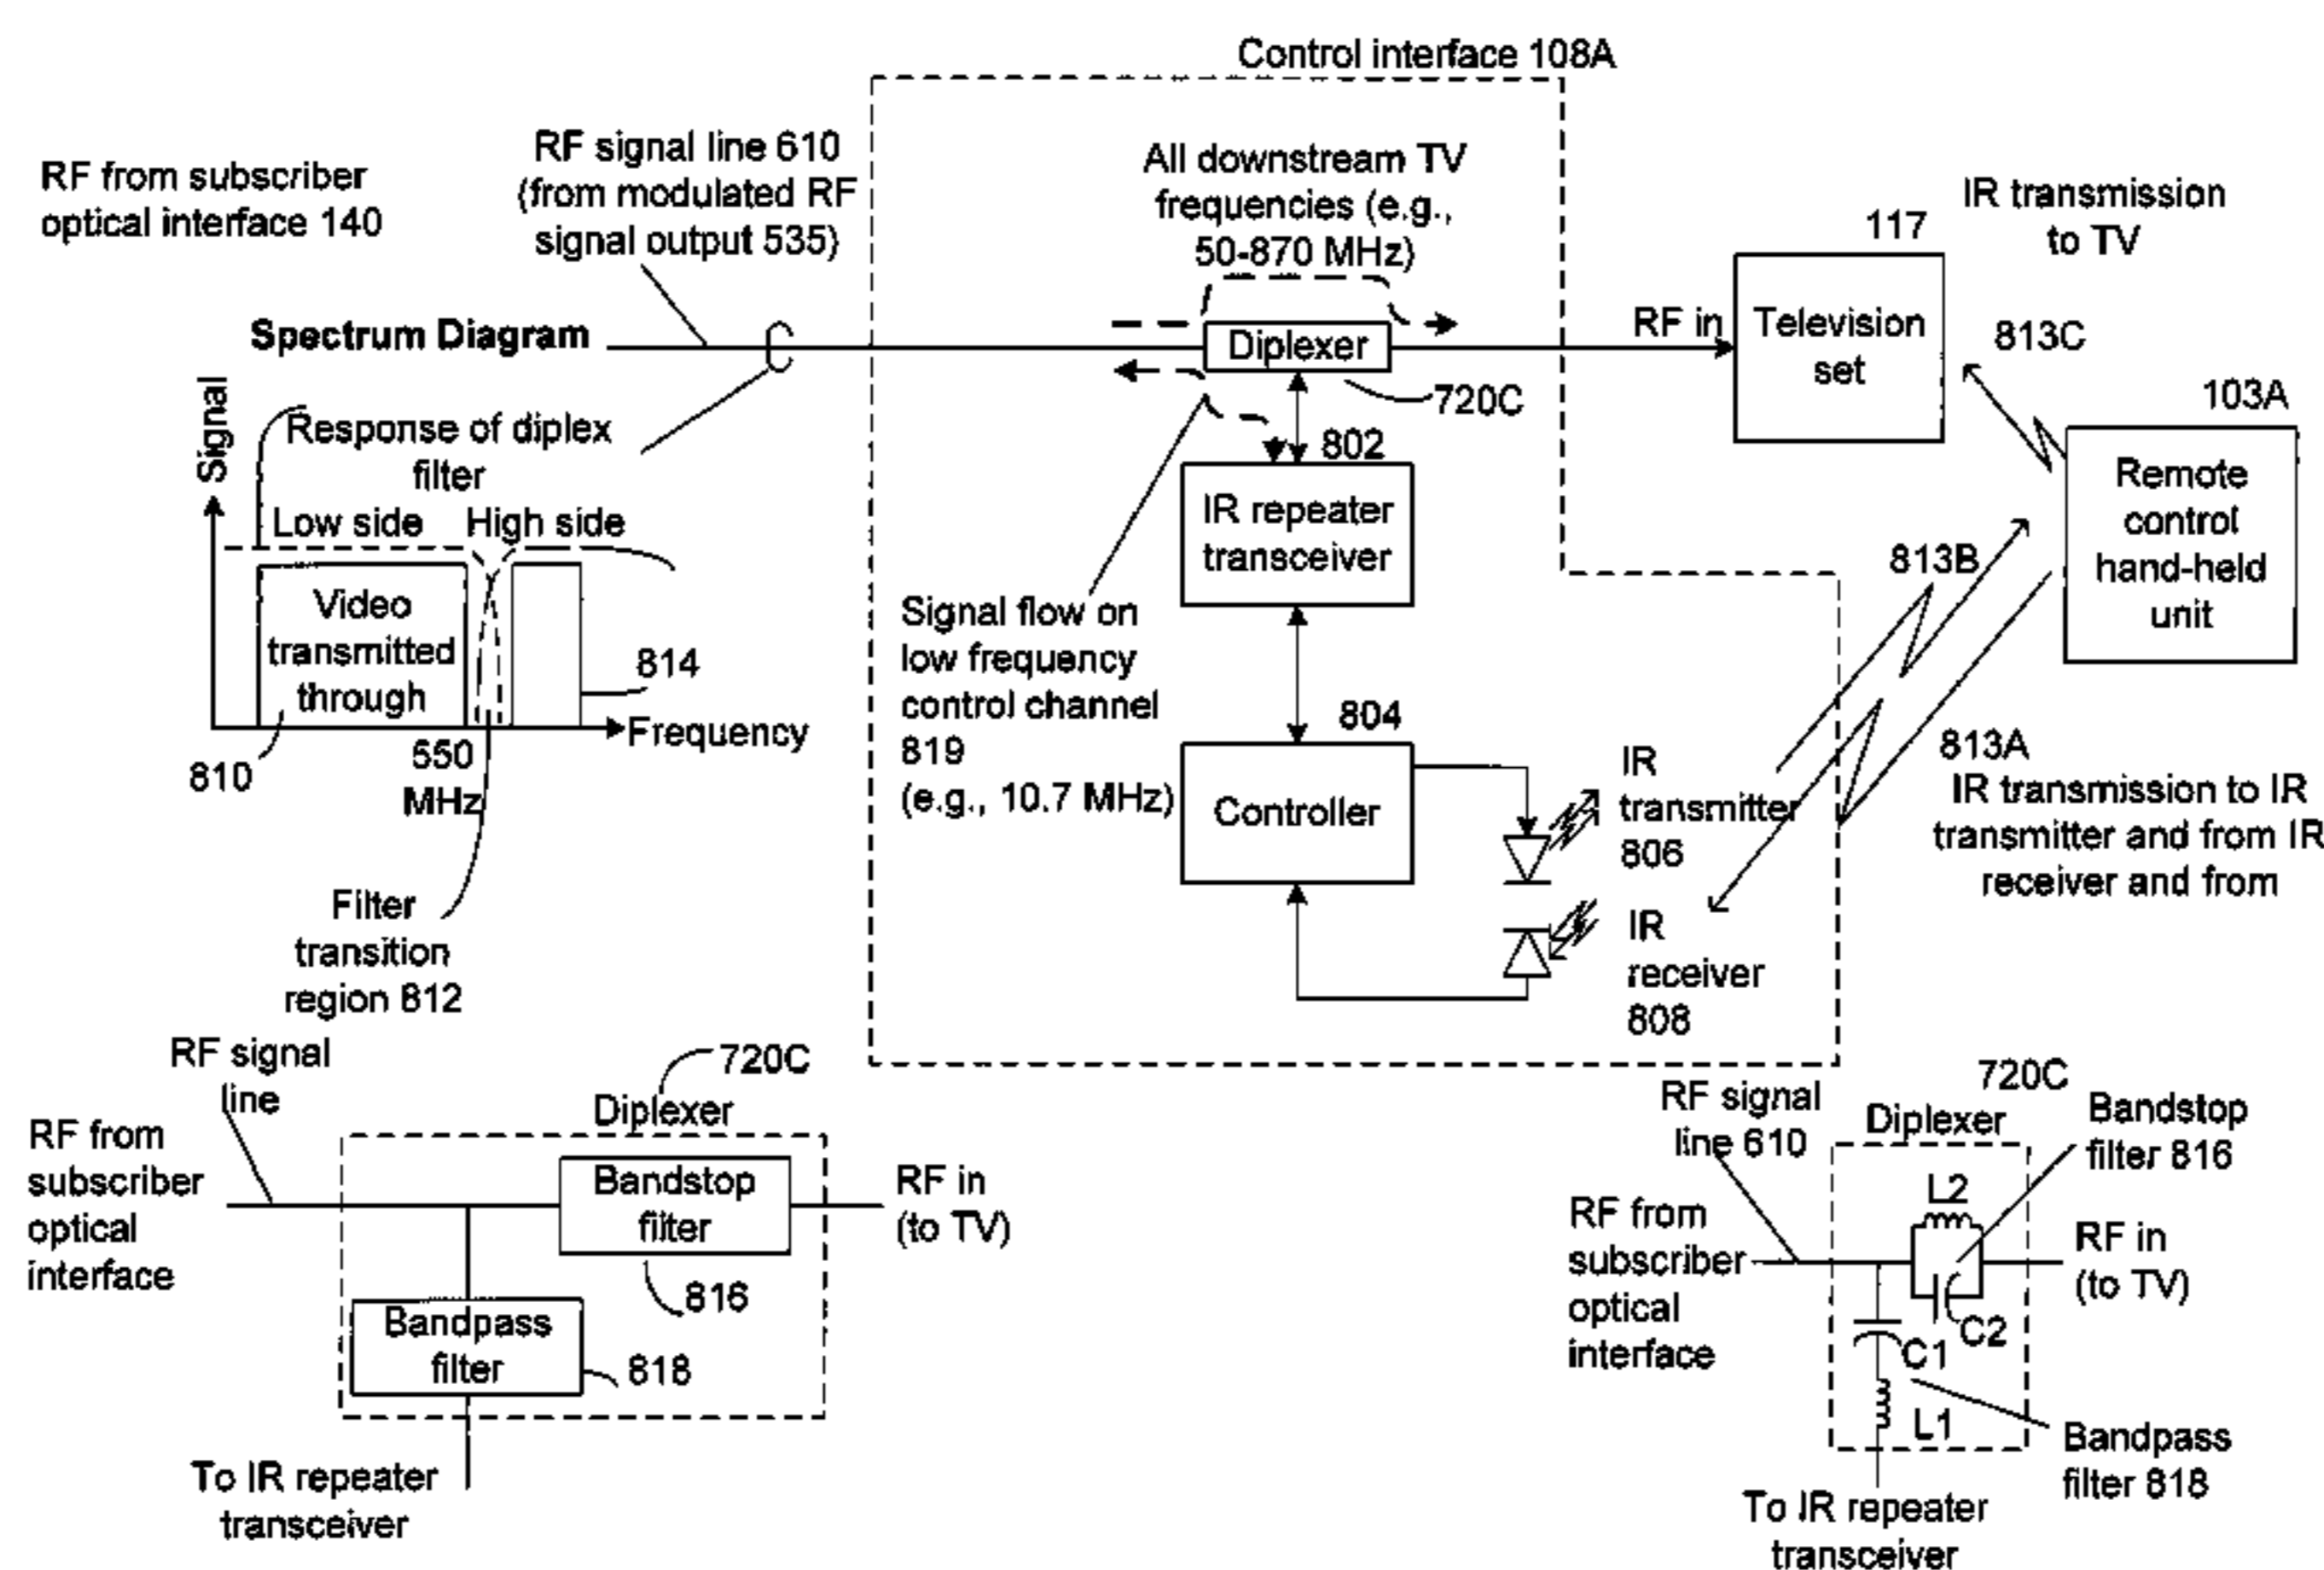 Control interface 108A
RF from subscriber
optical interface 140
RF signal line 610
(from modulated RF
signal output 535)
All downstream TV
frequencies (e.g.,
50-870 MHz)
117
IR transmission
to TV
Spectrum Diagram
Diplexer
720C
RF in
Television
set
813C
103A
Signal
Response of diplex
filter
Low side
High side
Video
transmitted
through
814
Frequency
810
550
MHz
Filter
transition
region 812
802
IR repeater
transceiver
Signal flow on
low frequency
control channel
819
(e.g., 10.7 MHz)
804
Controller
IR
transmitter
806
IR
receiver
808
Remote
control
hand-held
unit
813B
813A
IR transmission to IR
transmitter and from IR
receiver and from
RF signal
line
RF from
subscriber
optical
interface
720C
Diplexer
Bandstop
filter
816
RF in
(to TV)
Bandpass
filter
818
To IR repeater
transceiver
RF signal
line 610
720C
Diplexer
Bandstop
filter 816
RF from
subscriber
optical
interface
L2
C2
C1
L1
RF in
(to TV)
Bandpass
filter 818
To IR repeater
transceiver